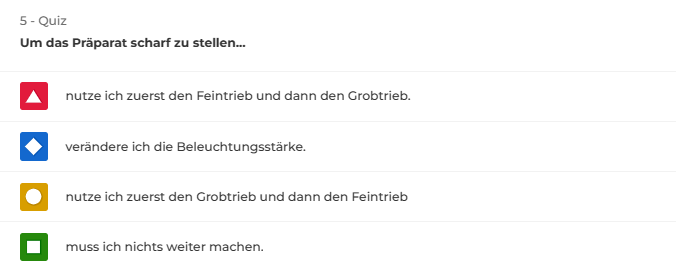 5 - Quiz
Um das Präparat scharf zu stellen...
nutze ich zuerst den Feintrieb und dann den Grobtrieb.
verändere ich die Beleuchtungsstärke.
nutze ich zuerst den Grobtrieb und dann den Feintrieb
muss ich nichts weiter machen.